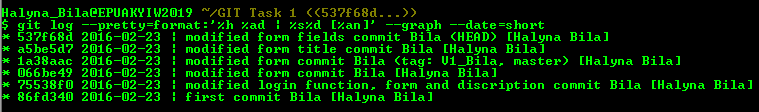 Halyna_Bila@EPUAKYIW2019 ~/GIT Task 1 ((537f68d...))
$ git log --pretty=format:'%h %ad | %s%d [%an]' --graph --date=short
* 537f68d 2016-02-23 | modified form fields commit Bila (HEAD) [Halyna Bila]
* a5be5d7 2016-02-23 | modified form title commit Bila [Halyna Bila]
* 1a38aac 2016-02-23 | modified form commit Bila (tag: V1_Bila, master) [Halyna Bila]
* 066be49 2016-02-23 | modified form commit Bila [Halyna Bila]
* 75538f0 2016-02-23 | modified login function, form and discription commit Bila [Halyna Bila]
* 86fd340 2016-02-23 | first commit Bila [Halyna Bila]